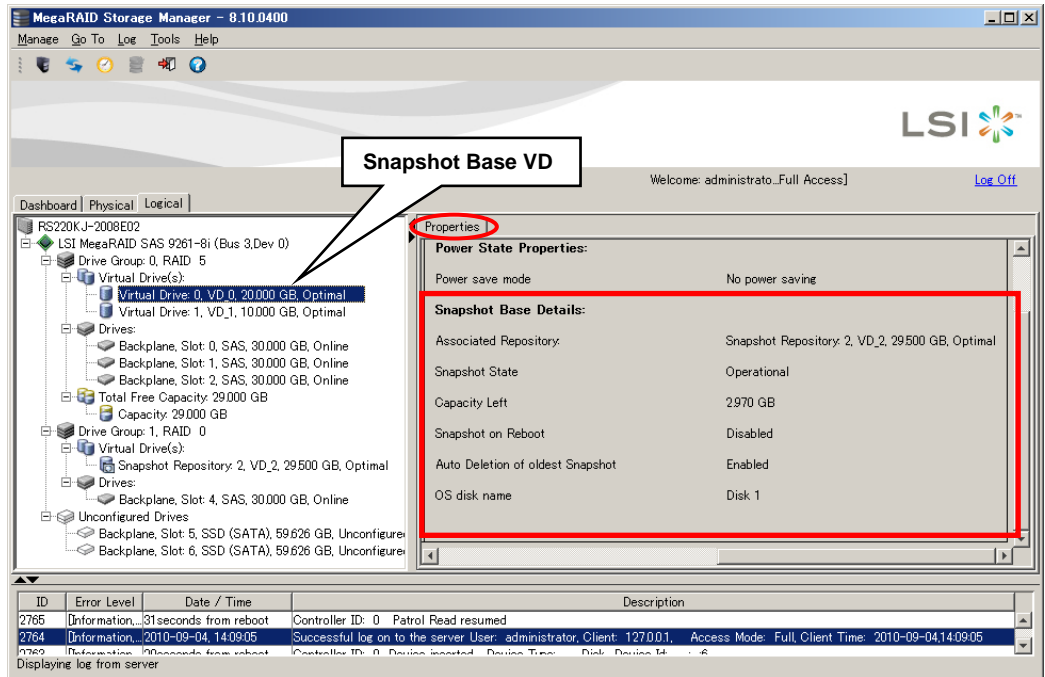 MegaRAID Storage Manager - 8.10.0400
Manage Go To Log Tools Help
LSI
Snapshot Base VD
Welcome: administrato...Full Access]
Log Off
Dashboard Physical Logical
RS220KJ-2008E02
LSI MegaRAID SAS 9261-8i (Bus 3,Dev 0)
Drive Group: 0, RAID 5
Virtual Drive(s):
Virtual Drive: 0, VD_0, 20.000 GB, Optimal
Virtual Drive: 1, VD_1, 10.000 GB, Optimal
Drives:
Backplane, Slot: 0, SAS, 30.000 GB, Online
Backplane, Slot: 1, SAS, 30.000 GB, Online
Backplane, Slot: 2, SAS, 30.000 GB, Online
Total Free Capacity: 29.000 GB
Capacity: 29.000 GB
Drive Group: 1, RAID 0
Virtual Drive(s):
Snapshot Repository: 2, VD_2, 29.500 GB, Optimal
Drives:
Backplane, Slot: 4, SAS, 30.000 GB, Online
Unconfigured Drives
Backplane, Slot: 5, SSD (SATA), 59.626 GB, Unconfigure
Backplane, Slot: 6, SSD (SATA), 59.626 GB, Unconfigure
Properties
Power State Properties:
Power save mode No power saving
Snapshot Base Details:
Associated Repository: Snapshot Repository: 2, VD_2, 29.500 GB, Optimal
Snapshot State Operational
Capacity Left 2.970 GB
Snapshot on Reboot Disabled
Auto Deletion of oldest Snapshot Enabled
OS disk name Disk 1
ID Error Level Date / Time Description
2765 [Information,... 31seconds from reboot Controller ID: 0 Patrol Read resumed
2764 [Information,... 2010-09-04, 14:09:05 Successful log on to the server User: administrator, Client: 127.0.0.1, Access Mode: Full, Client Time: 2010-09-04,14:09:05
Displaying log from server